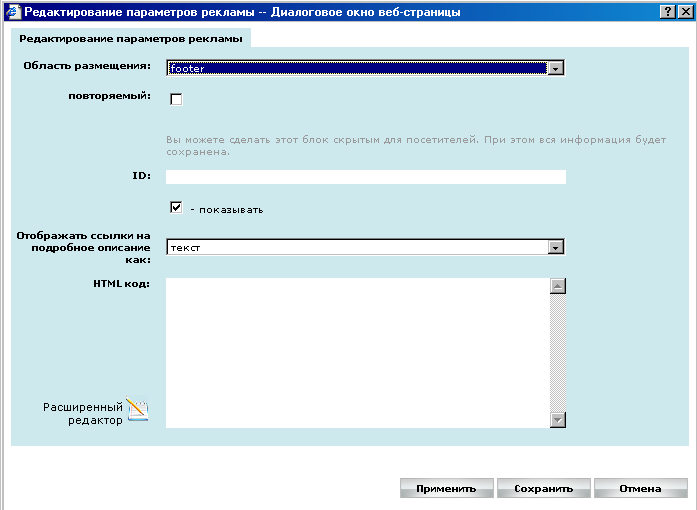 Редактирование параметров рекламы -- Диалоговое окно веб-страницы
Редактирование параметров рекламы
Область размещения:
footer
повторяемый:
Вы можете сделать этот блок скрытым для посетителей. При этом вся информация будет
сохранена.
ID:
- показывать
Отображать ссылки на
подробное описание
как:
текст
HTML код:
Расширенный
редактор
Применить
Сохранить
Отмена